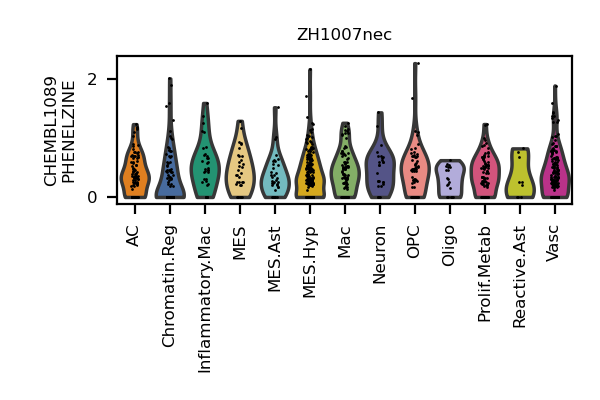 ZH1007nec
CHEMBL1089
PHENELZINE
2
0
AC
Chromatin.Reg
Inflammatory.Mac
MES
MES.Ast
MES.Hyp
Mac
Neuron
OPC
Oligo
Prolif.Metab
Reactive.Ast
Vasc